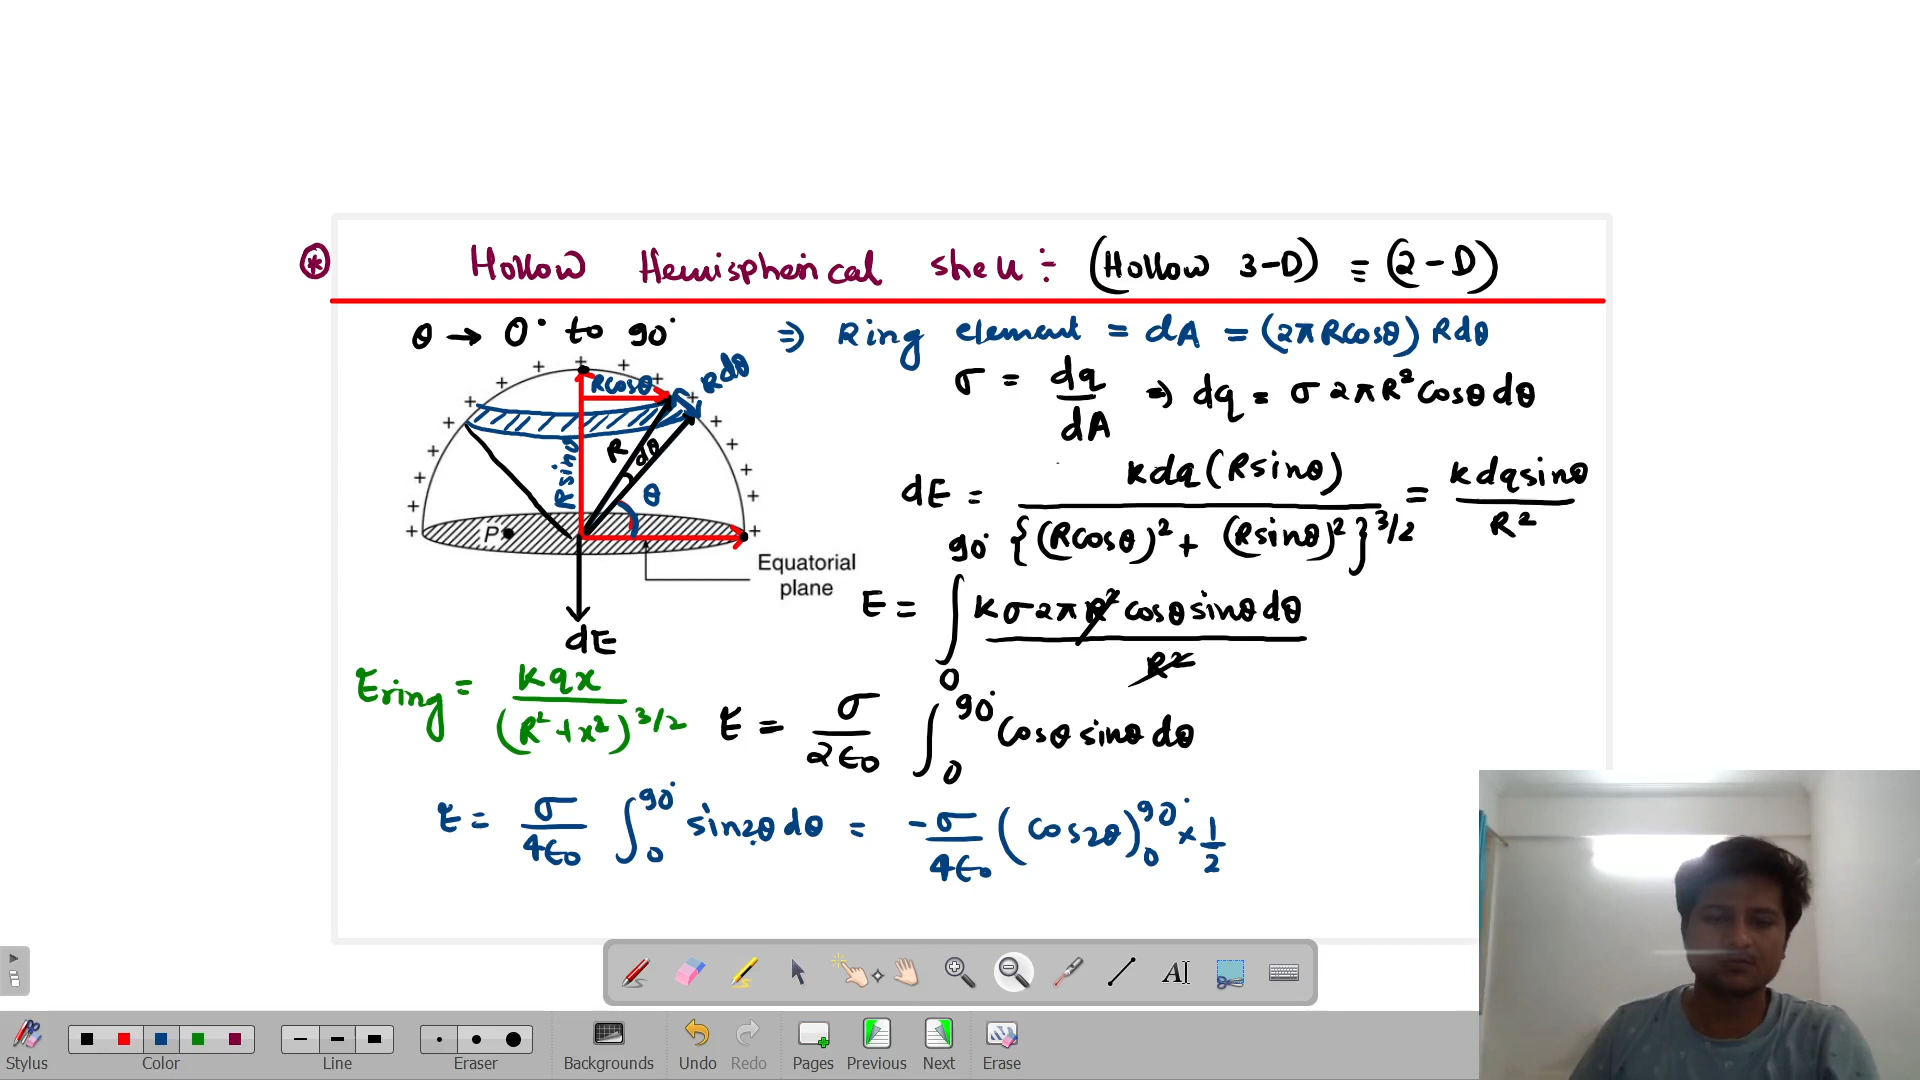 ⊛ Hollow Hemispherical shell ÷ (Hollow 3-D) ≡ (2-D)
θ → 0° to 90°
⇒ Ring element = dA = (2πRcosθ) Rdθ
σ = dq/dA ⇒ dq = σ 2πR² cosθ dθ
Rcosθ
Rdθ
Rsinθ
R
dθ
θ
P
Equatorial
plane
dE
dE = kdq(Rsinθ) / {(Rcosθ)² + (Rsinθ)²}^3/2 = kdqsinθ / R²
E = ∫₀^90° kσ2πR² cosθ sinθ dθ / R²
Ering = kqx / (R² + x²)^3/2
E = σ/2ϵ₀ ∫₀^90° cosθ sinθ dθ
E = σ/4ϵ₀ ∫₀^90° sin2θ dθ = -σ/4ϵ₀ (cos2θ)₀^90° × 1/2
AI
Stylus Color Line Eraser Backgrounds Undo Redo Pages Previous Next Erase